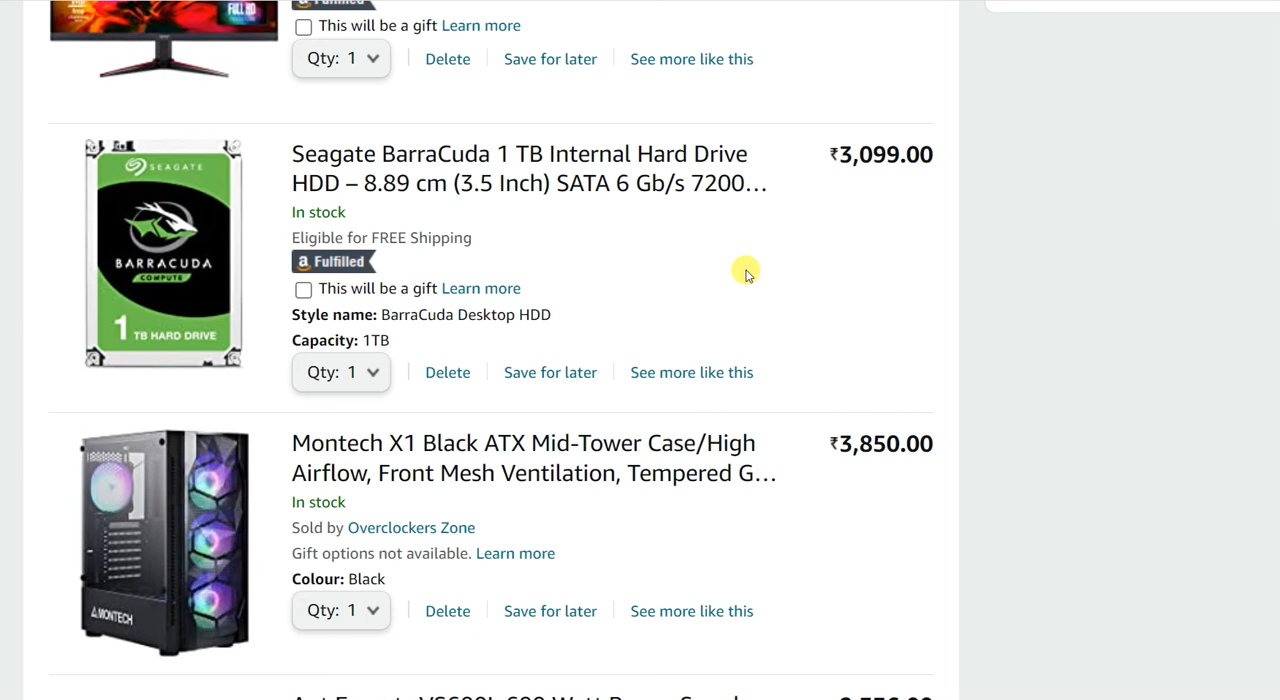 FULL HD
Fulfilled
This will be a gift Learn more
Qty: 1 Delete Save for later See more like this
Seagate BarraCuda 1 TB Internal Hard Drive ₹3,099.00
HDD – 8.89 cm (3.5 Inch) SATA 6 Gb/s 7200…
In stock
Eligible for FREE Shipping
a Fulfilled
This will be a gift Learn more
Style name: BarraCuda Desktop HDD
Capacity: 1TB
Qty: 1 Delete Save for later See more like this
SEAGATE
BARRACUDA
COMPUTE
1 TB HARD DRIVE
Montech X1 Black ATX Mid-Tower Case/High ₹3,850.00
Airflow, Front Mesh Ventilation, Tempered G…
In stock
Sold by Overclockers Zone
Gift options not available. Learn more
Colour: Black
Qty: 1 Delete Save for later See more like this
MONTECH